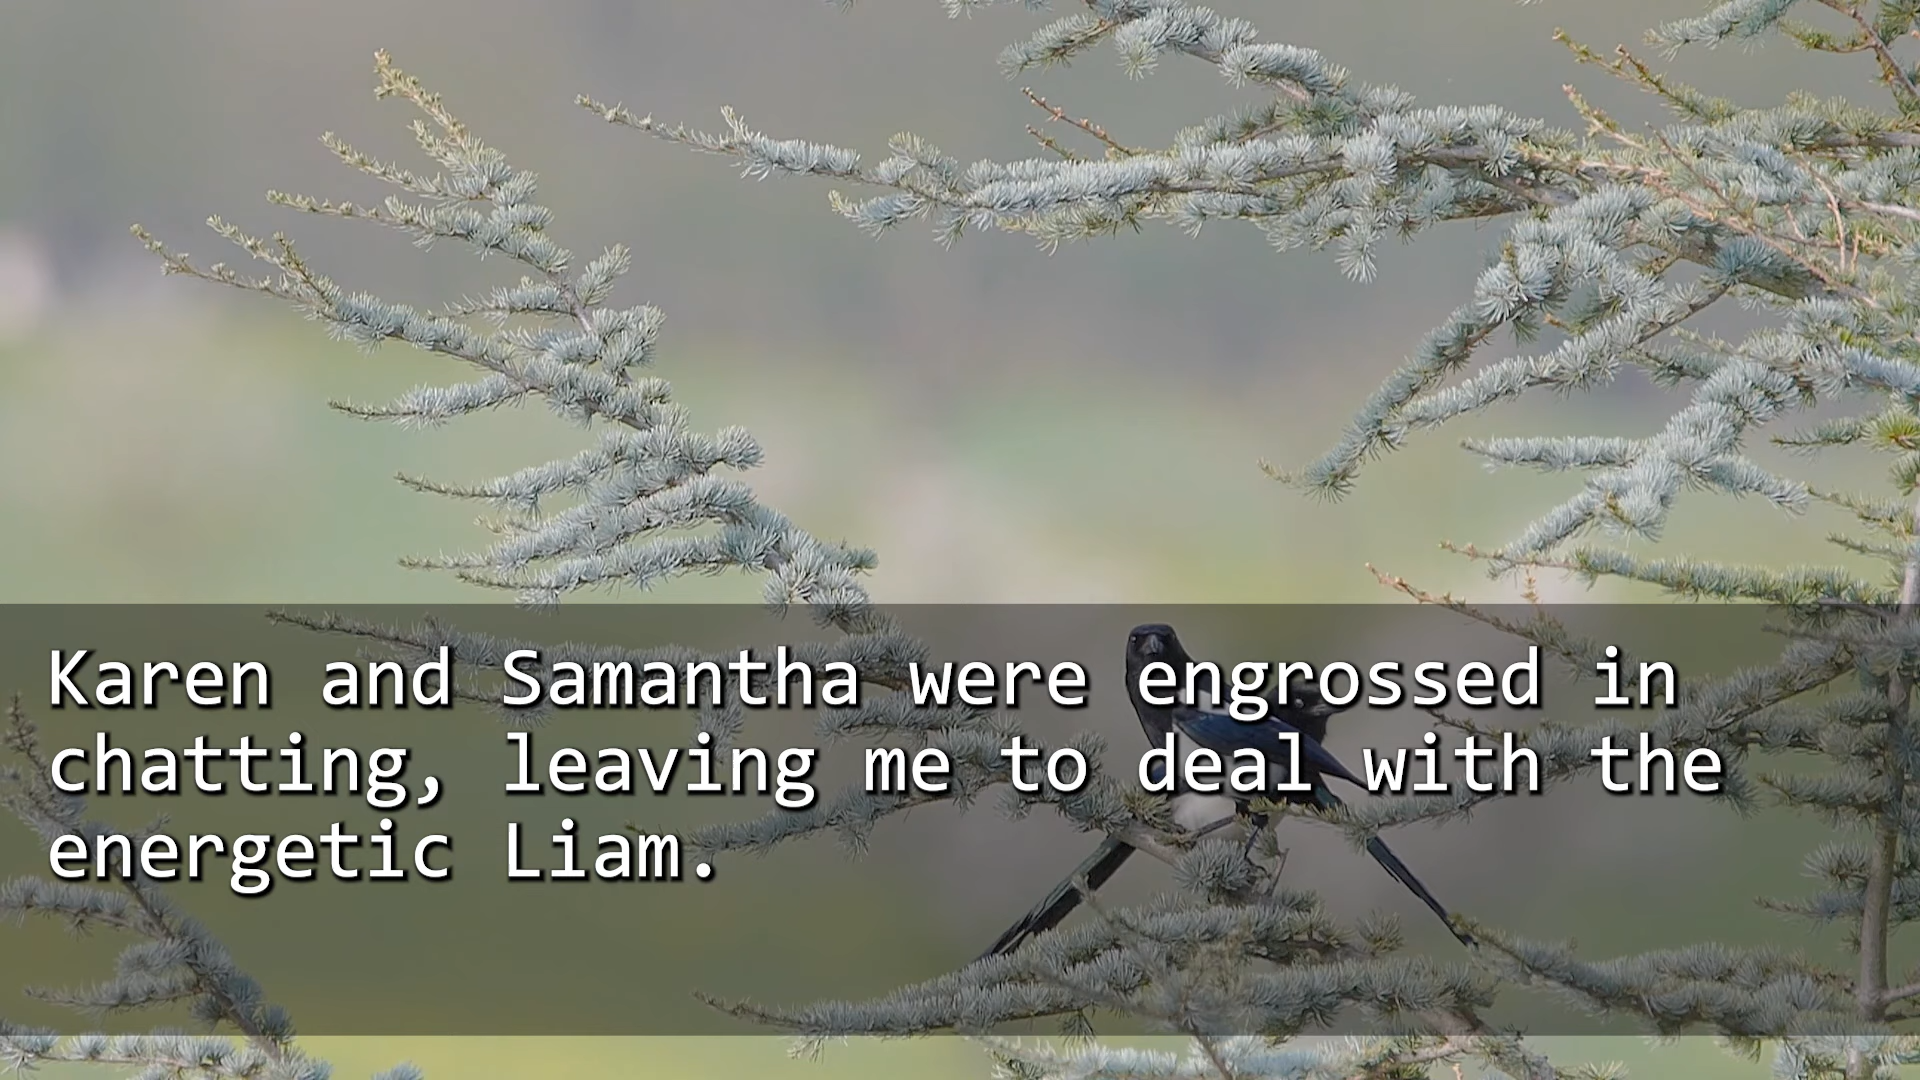 Karen and Samantha were engrossed in
chatting, leaving me to deal with the
energetic Liam.